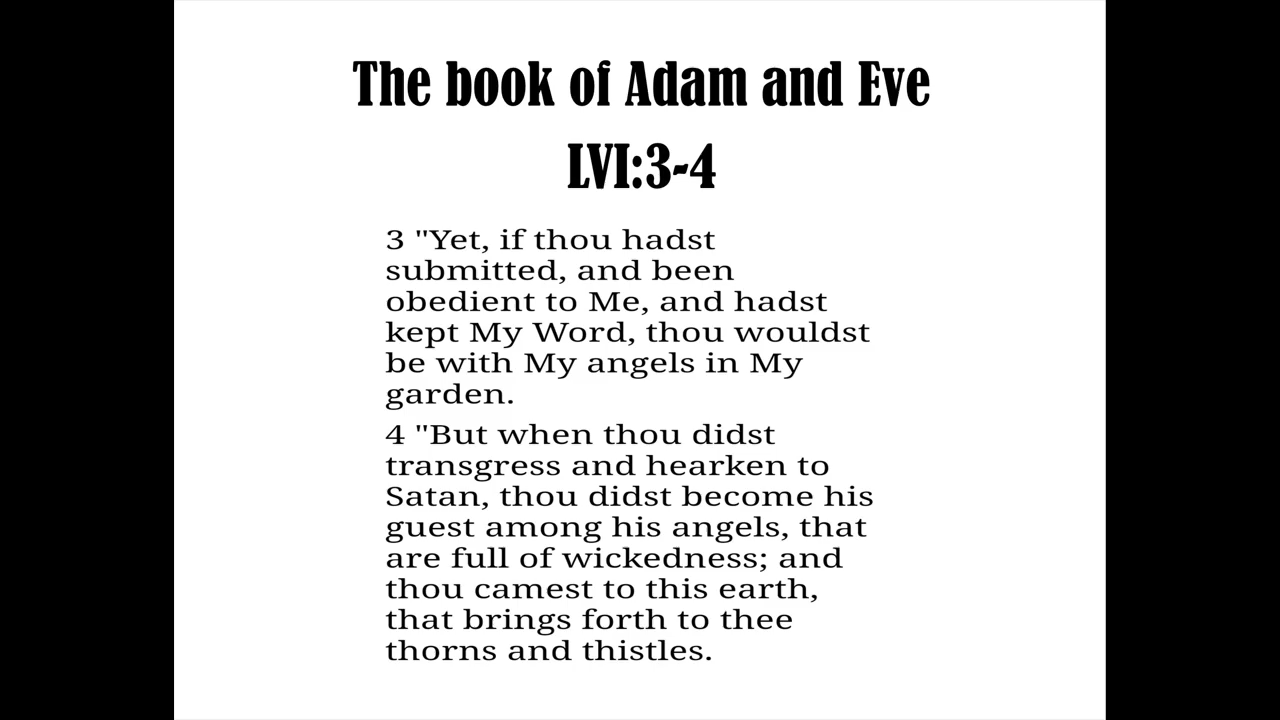 The book of Adam and Eve
LVI:3-4
3 "Yet, if thou hadst
submitted, and been
obedient to Me, and hadst
kept My Word, thou wouldst
be with My angels in My
garden.
4 "But when thou didst
transgress and hearken to
Satan, thou didst become his
guest among his angels, that
are full of wickedness; and
thou camest to this earth,
that brings forth to thee
thorns and thistles.